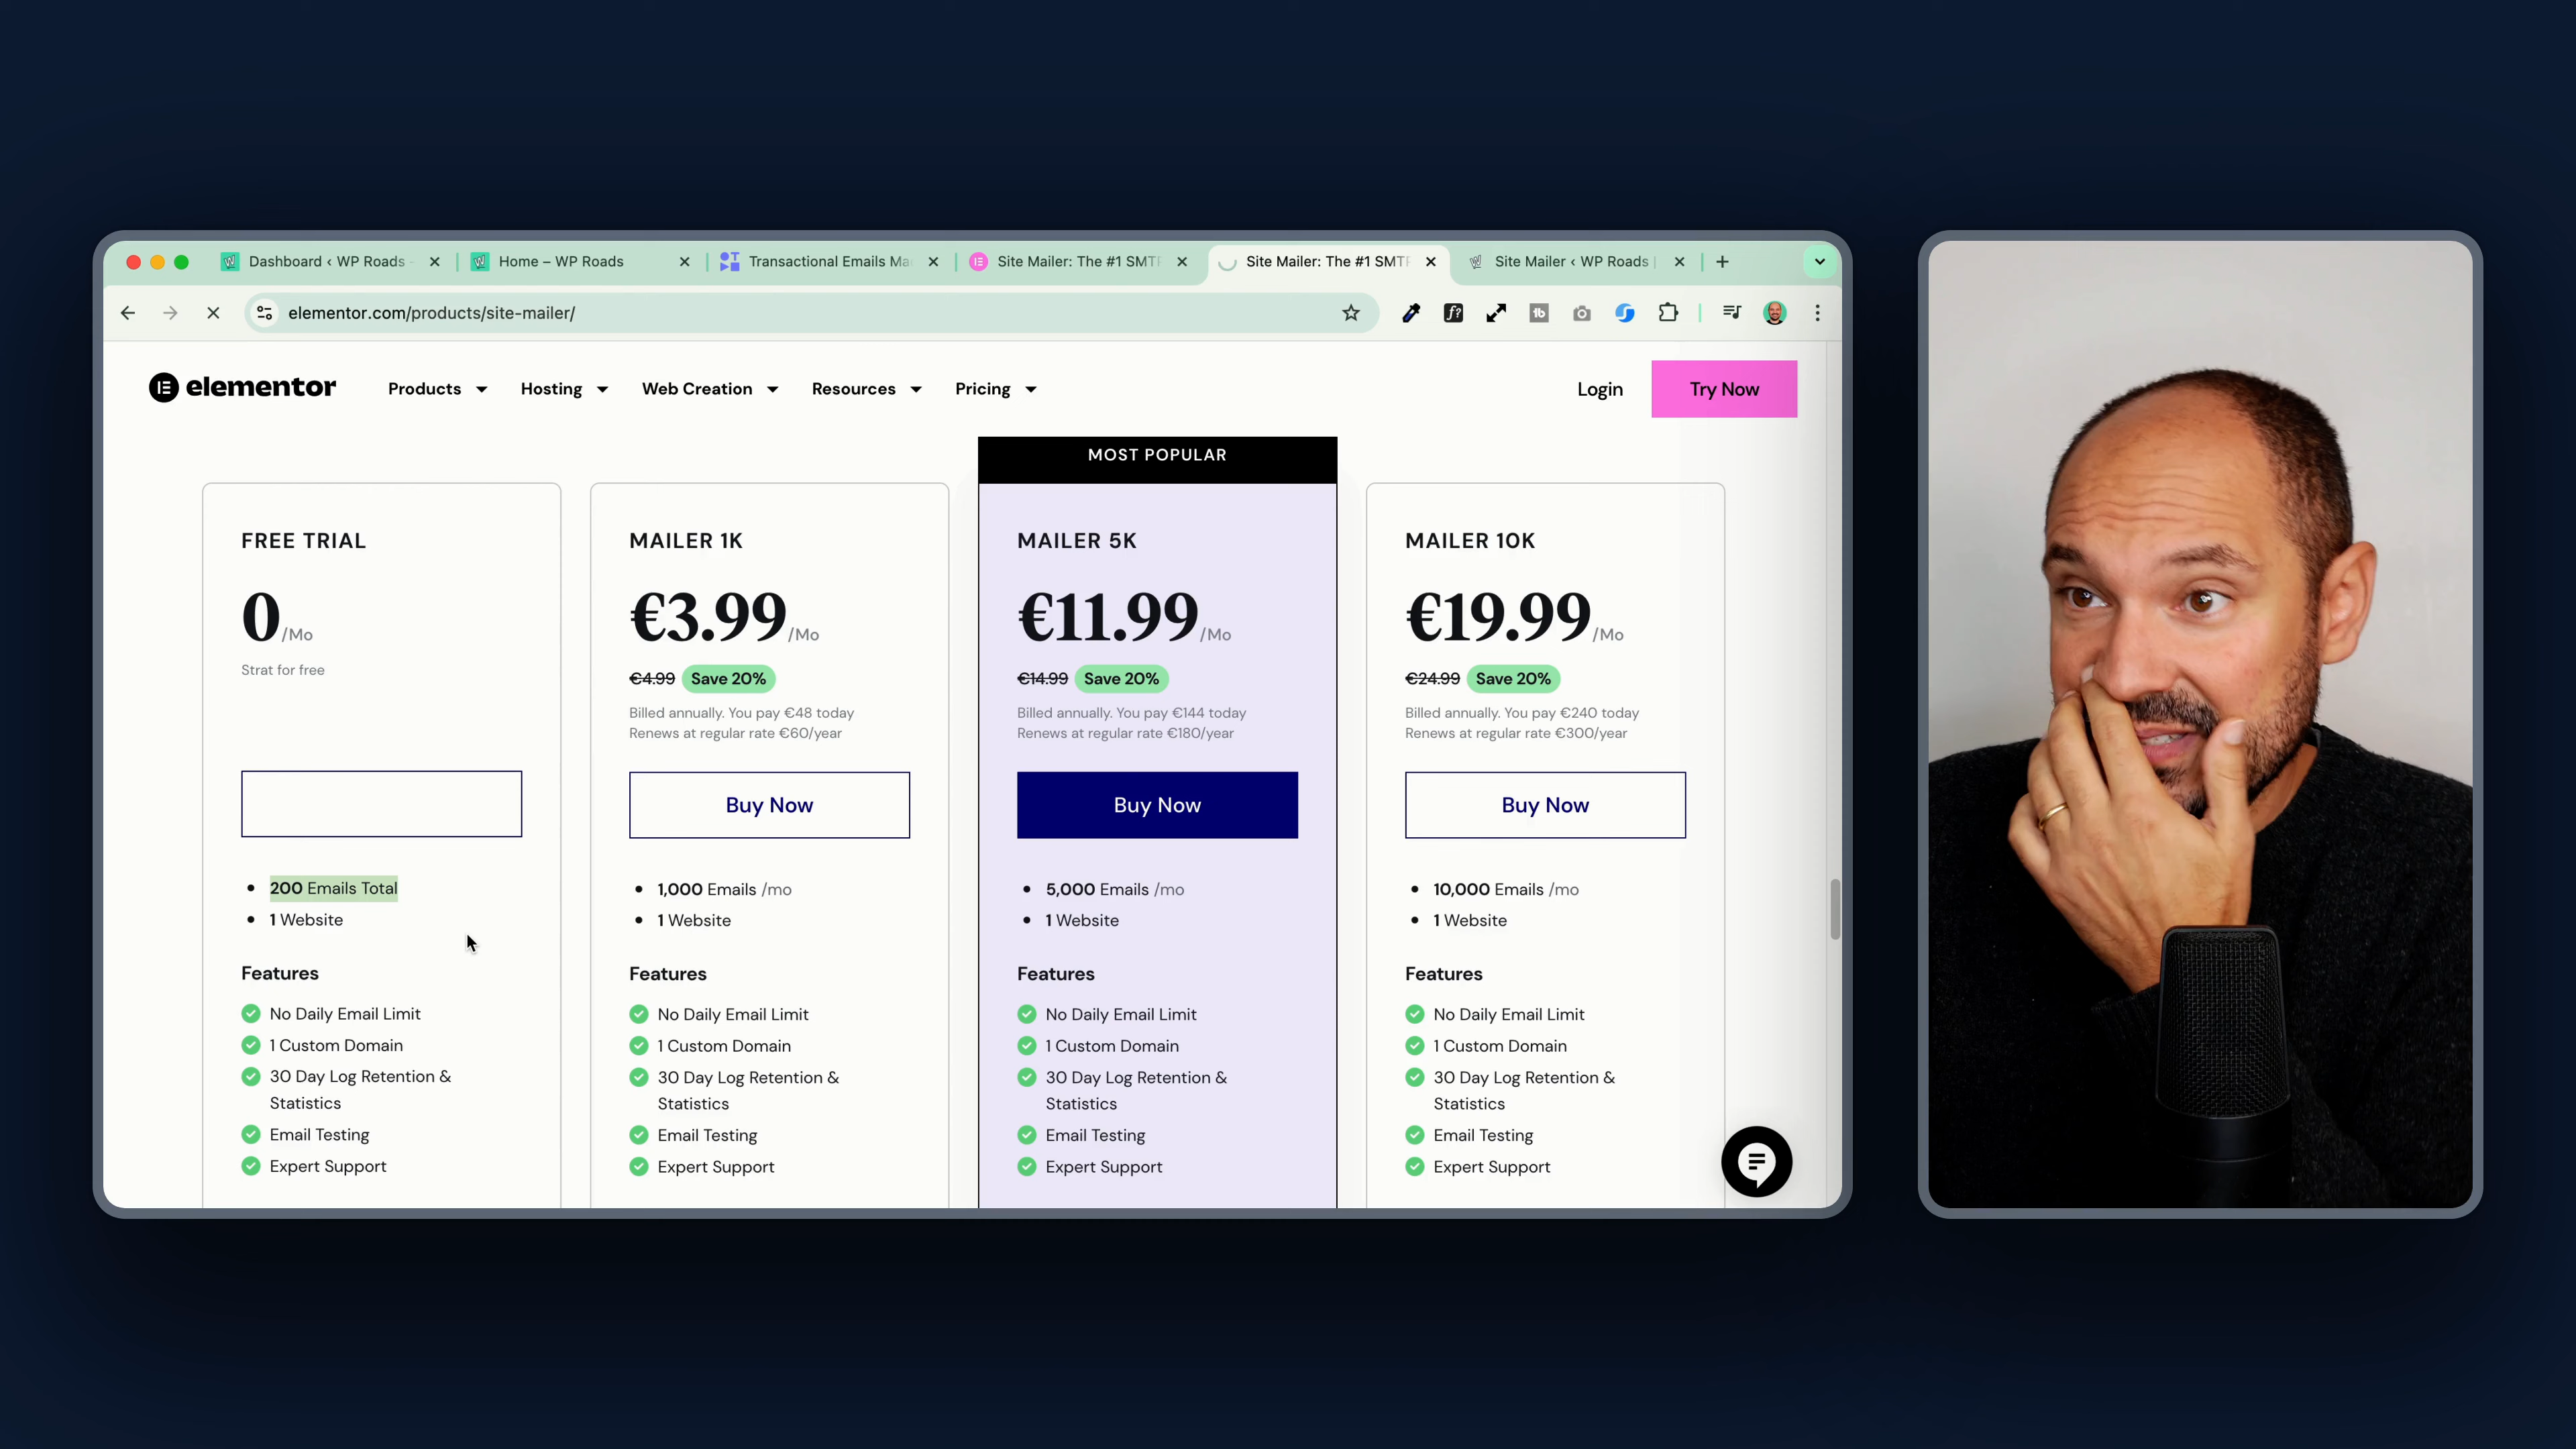 Dashboard ‹ WP Roads -
Home – WP Roads
Transactional Emails Ma
Site Mailer: The #1 SMTP
Site Mailer: The #1 SMTP
Site Mailer ‹ WP Roads |
elementor.com/products/site-mailer/
f?
tb
elementor
Products
Hosting
Web Creation
Resources
Pricing
Login
Try Now
FREE TRIAL
0/Mo
Strat for free
200 Emails Total
1 Website
Features
No Daily Email Limit
1 Custom Domain
30 Day Log Retention &
Statistics
Email Testing
Expert Support
MAILER 1K
€3.99/Mo
€4.99 Save 20%
Billed annually. You pay €48 today
Renews at regular rate €60/year
Buy Now
1,000 Emails /mo
1 Website
Features
No Daily Email Limit
1 Custom Domain
30 Day Log Retention &
Statistics
Email Testing
Expert Support
MOST POPULAR
MAILER 5K
€11.99/Mo
€14.99 Save 20%
Billed annually. You pay €144 today
Renews at regular rate €180/year
Buy Now
5,000 Emails /mo
1 Website
Features
No Daily Email Limit
1 Custom Domain
30 Day Log Retention &
Statistics
Email Testing
Expert Support
MAILER 10K
€19.99/Mo
€24.99 Save 20%
Billed annually. You pay €240 today
Renews at regular rate €300/year
Buy Now
10,000 Emails /mo
1 Website
Features
No Daily Email Limit
1 Custom Domain
30 Day Log Retention &
Statistics
Email Testing
Expert Support